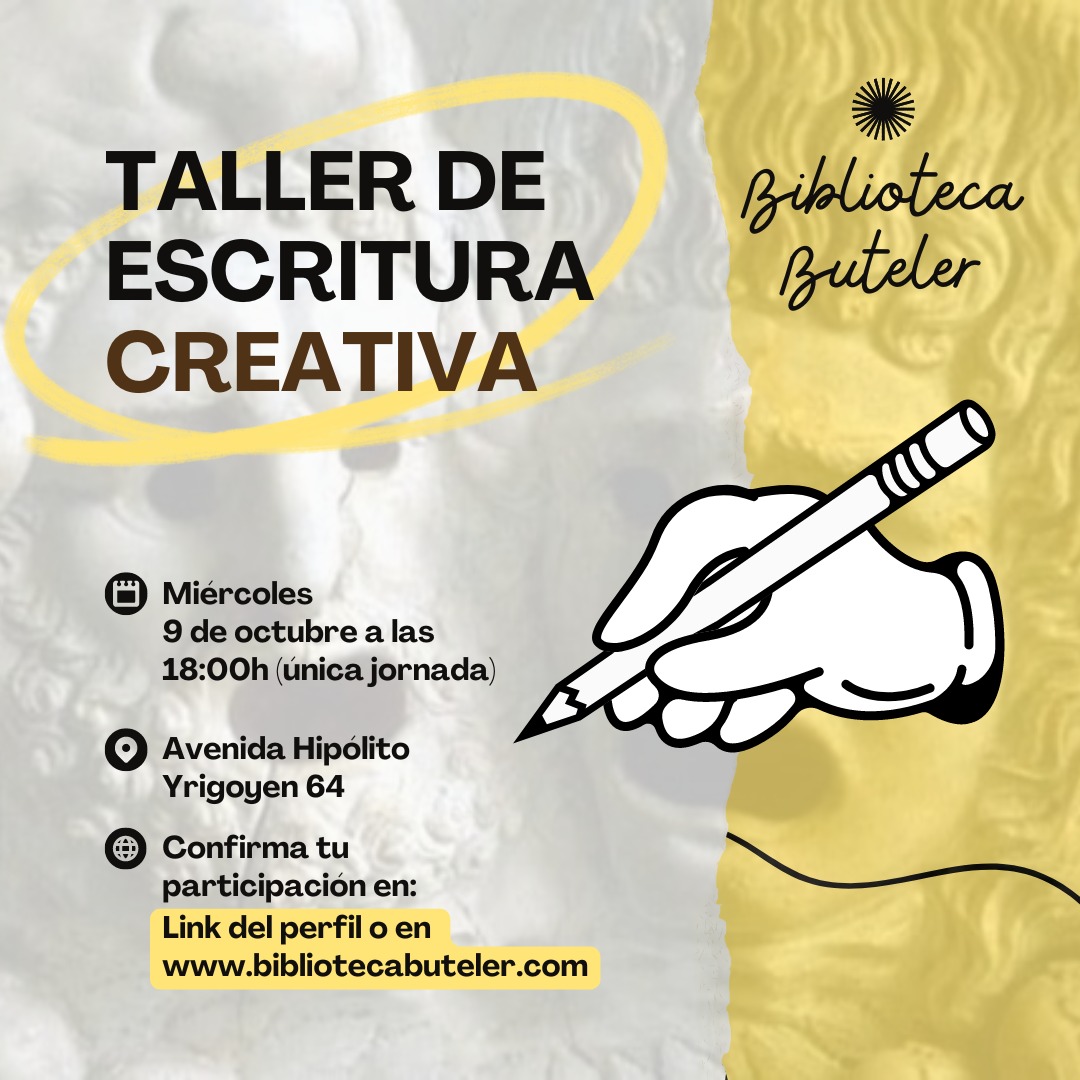 TALLER DE
ESCRITURA
CREATIVA
Biblioteca
Buteler
Miércoles
9 de octubre a las
18:00h (única jornada)
Avenida Hipólito
Yrigoyen 64
Confirma tu
participación en:
Link del perfil o en
www.bibliotecabuteler.com